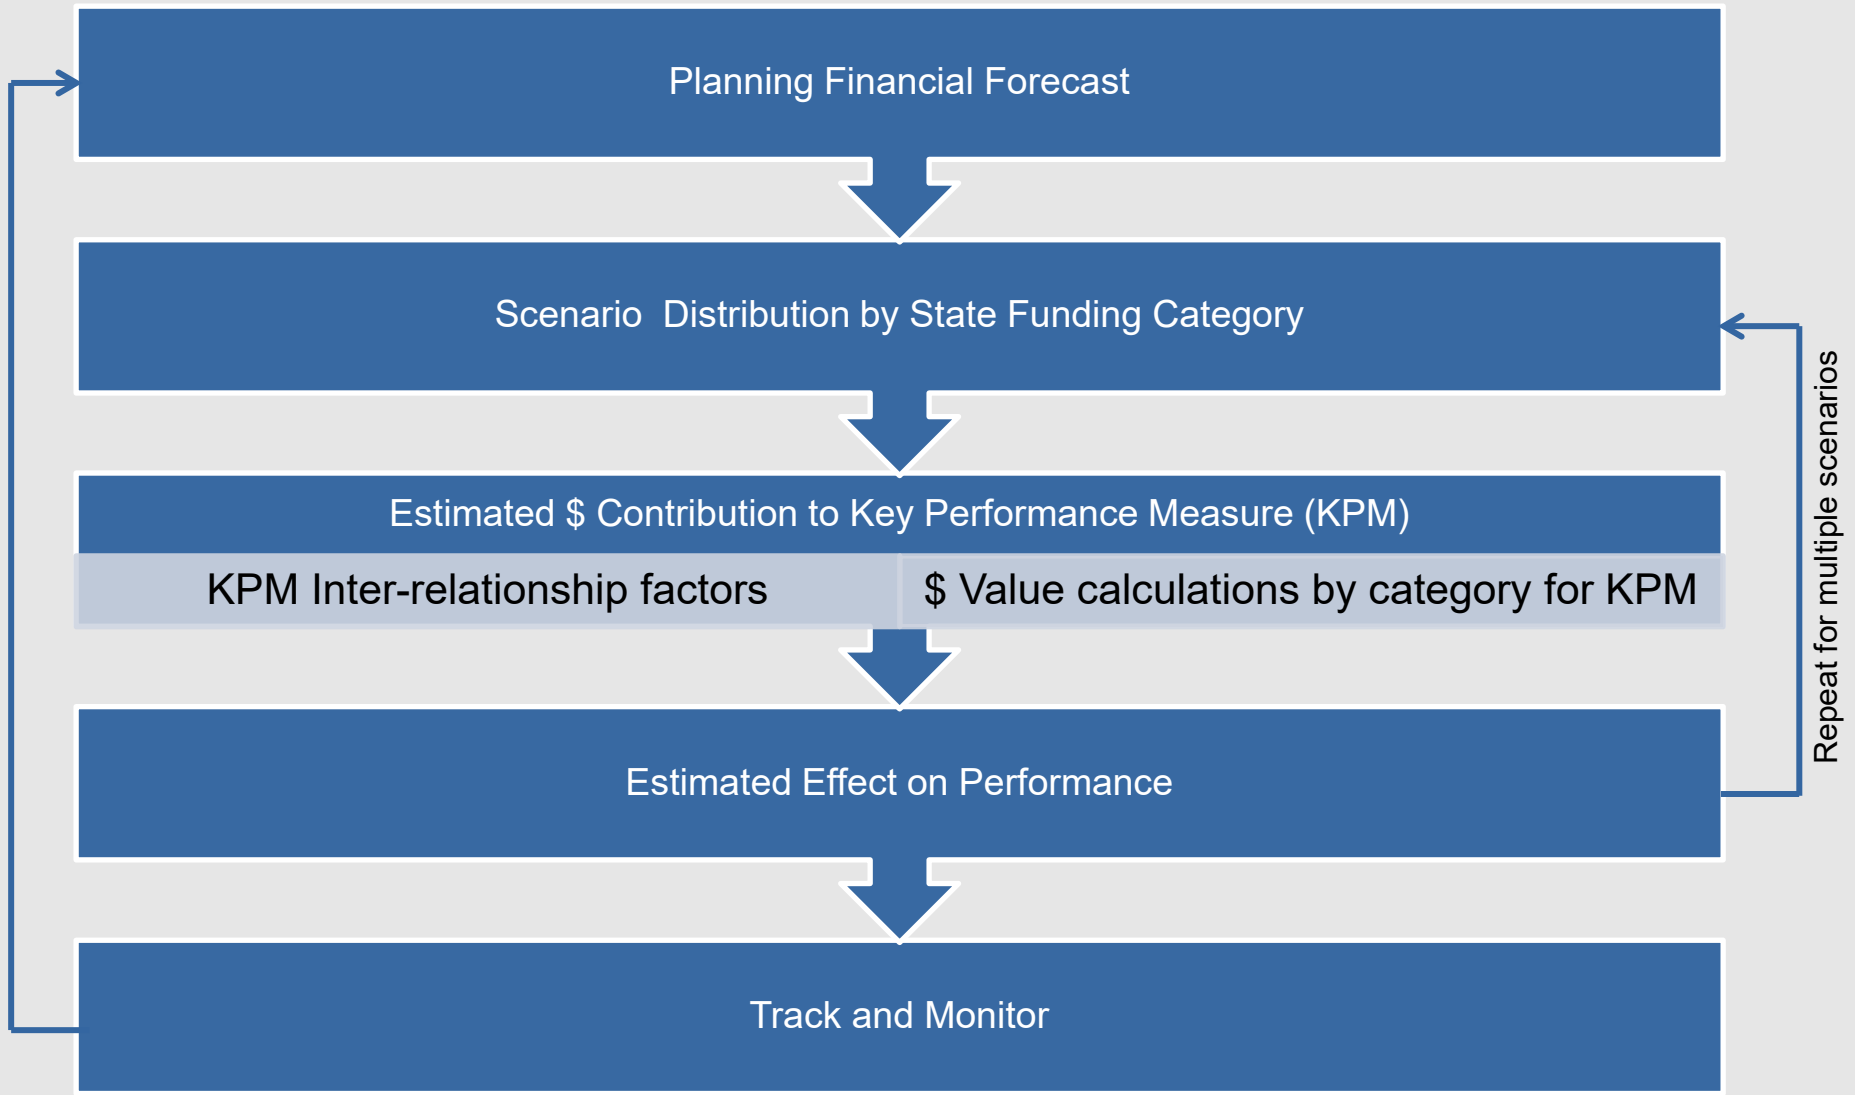 Planning Financial Forecast
Scenario  Distribution by State Funding Category
Estimated $ Contribution to Key Performance Measure (KPM)
KPM Inter-relationship factors
$ Value calculations by category for KPM
Estimated Effect on Performance
Track and Monitor
Repeat for multiple scenarios